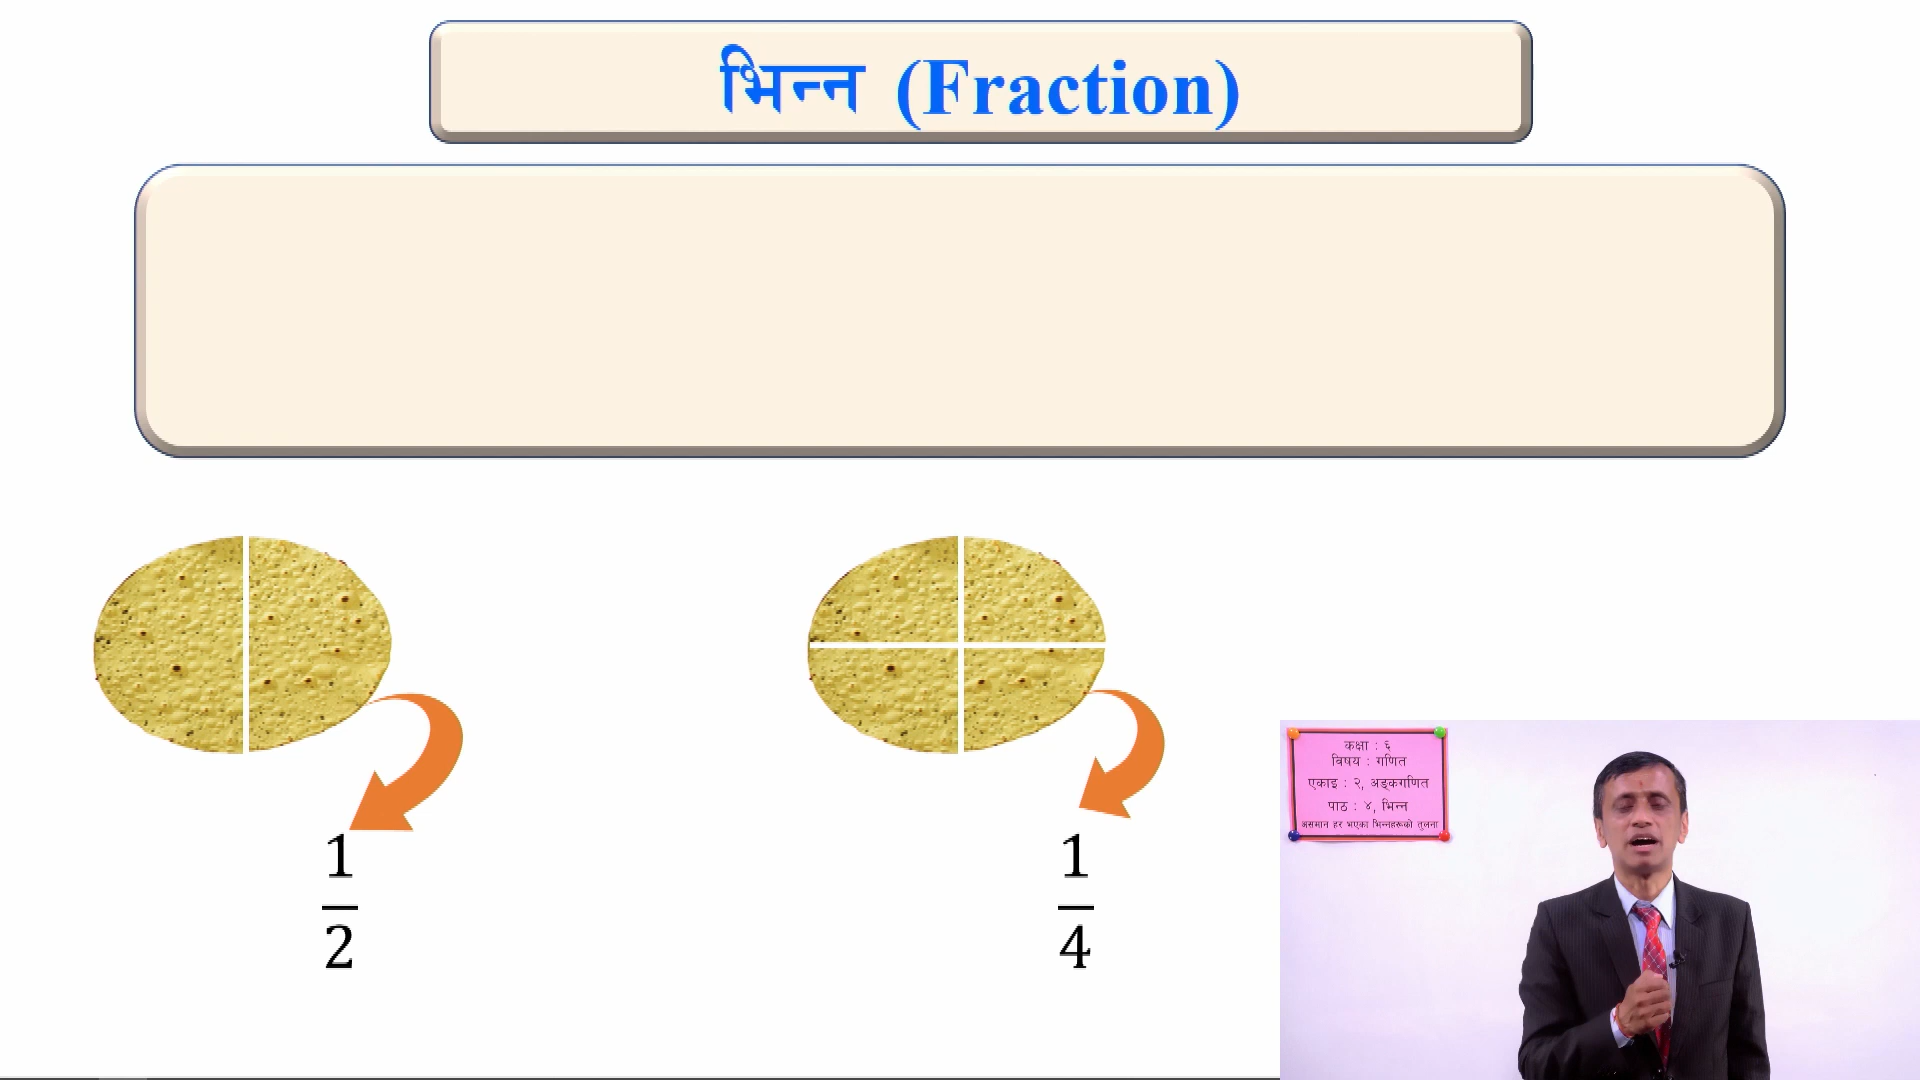 भिन्न (Fraction)
1
2
1
4
कक्षा : ६
विषय : गणित
एकाइ : २, अङ्कगणित
पाठ : ४, भिन्न
असमान हर भएका भिन्नहरूको तुलना